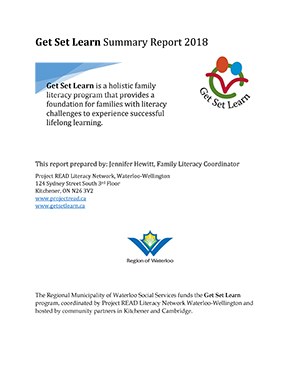 Get Set Learn Summary Report 2018
Get Set Learn
Get Set Learn is a holistic family
literacy program that provides a
foundation for families with literacy
challenges to experience successful
lifelong learning.
This report prepared by: Jennifer Hewitt, Family Literacy Coordinator
Project READ Literacy Network, Waterloo-Wellington
124 Sydney Street South 3rd Floor
Kitchener, ON N26 3V2
www.projectread.ca
www.getsetlearn.ca
Region of Waterloo
The Regional Municipality of Waterloo Social Services funds the Get Set Learn
program, coordinated by Project READ Literacy Network Waterloo-Wellington and
hosted by community partners in Kitchener and Cambridge.